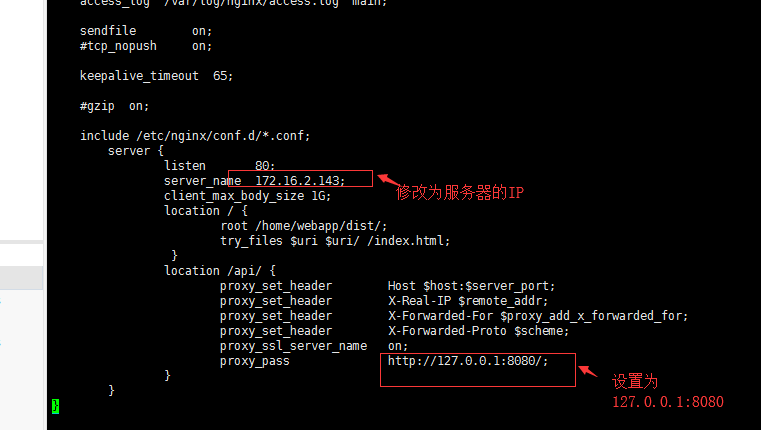 access_log  /var/log/nginx/access.log  main;
sendfile        on;
#tcp_nopush     on;
keepalive_timeout  65;
#gzip  on;
include /etc/nginx/conf.d/*.conf;
server {
listen       80;
server_name  172.16.2.143;
修改为服务器的IP
client_max_body_size 1G;
location / {
root /home/webapp/dist/;
try_files $uri $uri/ /index.html;
}
location /api/ {
proxy_set_header        Host $host:$server_port;
proxy_set_header        X-Real-IP $remote_addr;
proxy_set_header        X-Forwarded-For $proxy_add_x_forwarded_for;
proxy_set_header        X-Forwarded-Proto $scheme;
proxy_ssl_server_name   on;
proxy_pass              http://127.0.0.1:8080/;
设置为
127.0.0.1:8080
}
}
}